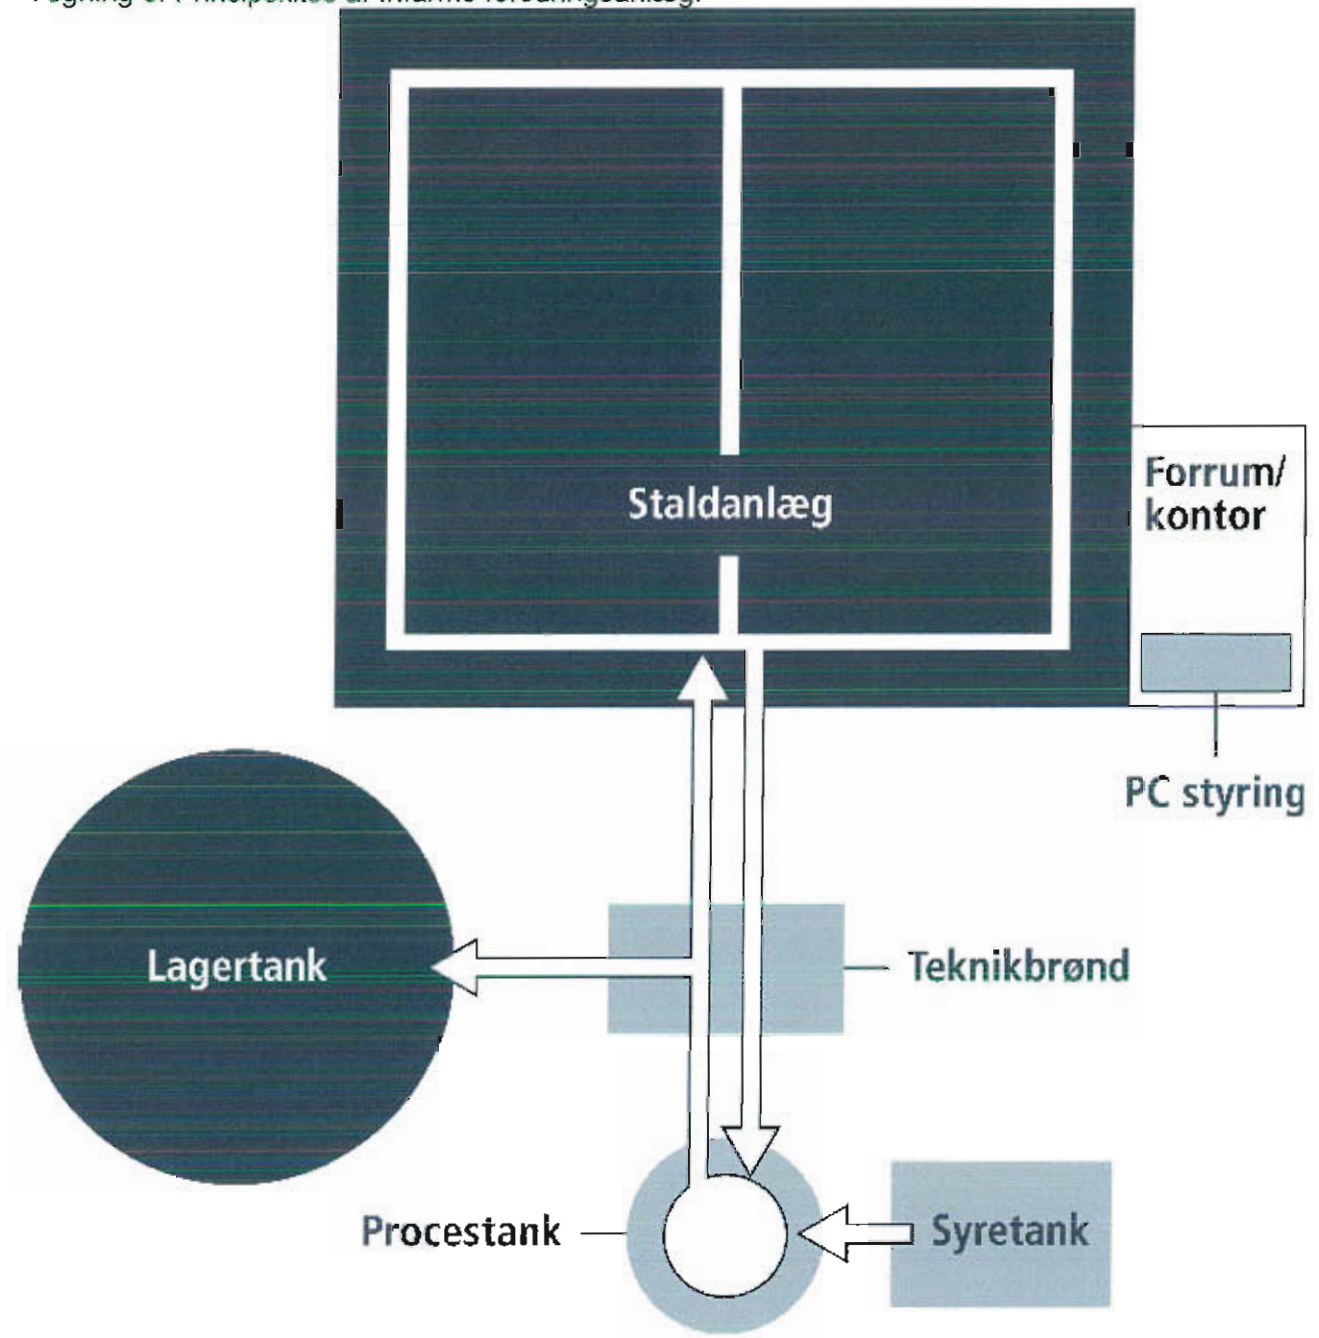 Staldanlæg
Forrum/
kontor
PC styring
Lagertank
Teknikbrønd
Procestank
Syretank